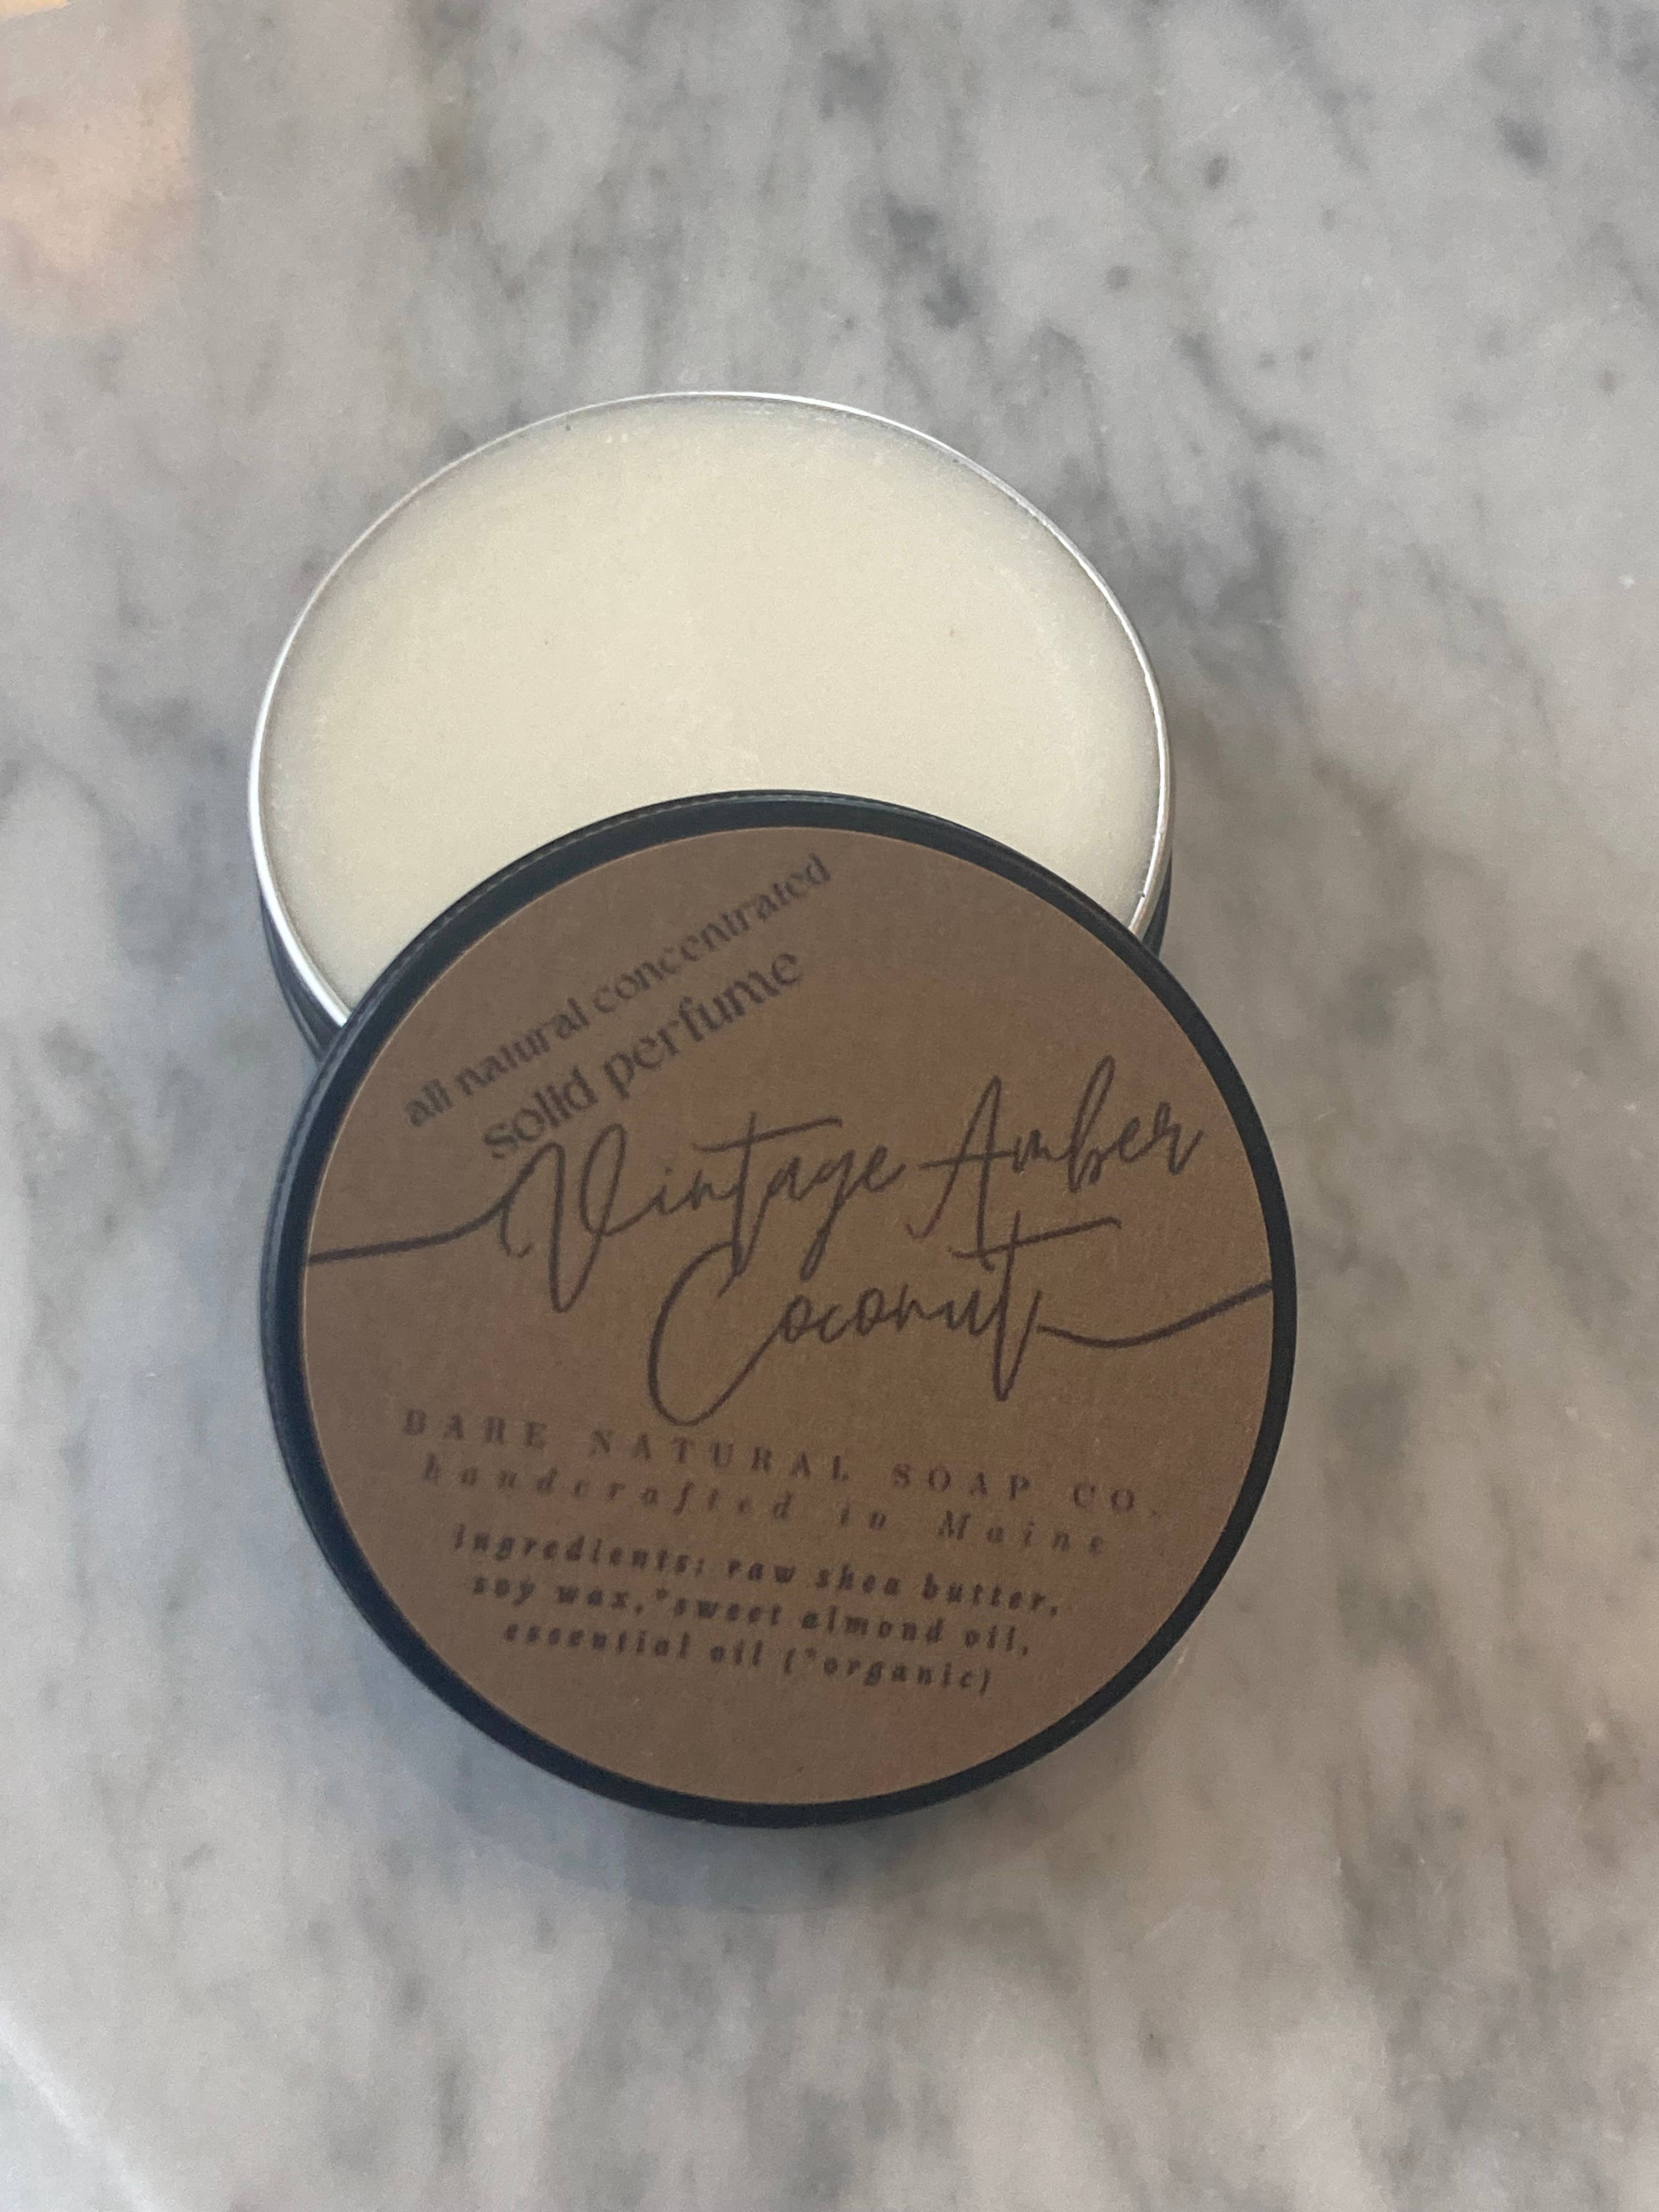 all natural concentrated
solid perfume
Vintage Amber
Coconut
BARE NATURAL SOAP CO.
handcrafted in Maine
ingredients: raw shea butter,
soy wax,*sweet almond oil,
essential oil (*organic)